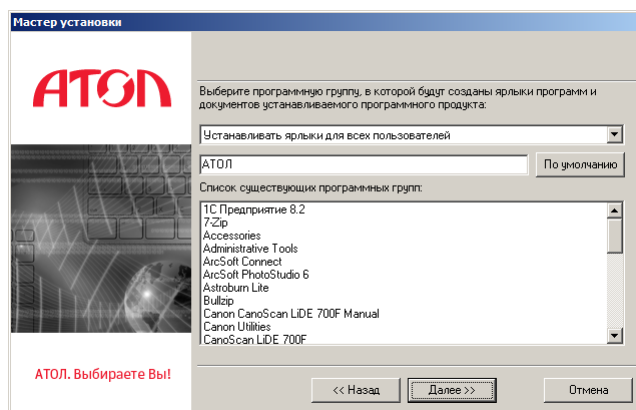 Мастер установки
АТОЛ
Выберите программную группу, в которой будут созданы ярлыки программ и
документов устанавливаемого программного продукта:
Устанавливать ярлыки для всех пользователей
АТОЛ
По умолчанию
Список существующих программных групп:
1С Предприятие 8.2
7-Zip
Accessories
Administrative Tools
ArcSoft Connect
ArcSoft PhotoStudio 6
Astroburn Lite
Bullzip
Canon CanoScan LiDE 700F Manual
Canon Utilities
CanoScan LiDE 700F
АТОЛ. Выбираете Вы!
<< Назад
Далее >>
Отмена